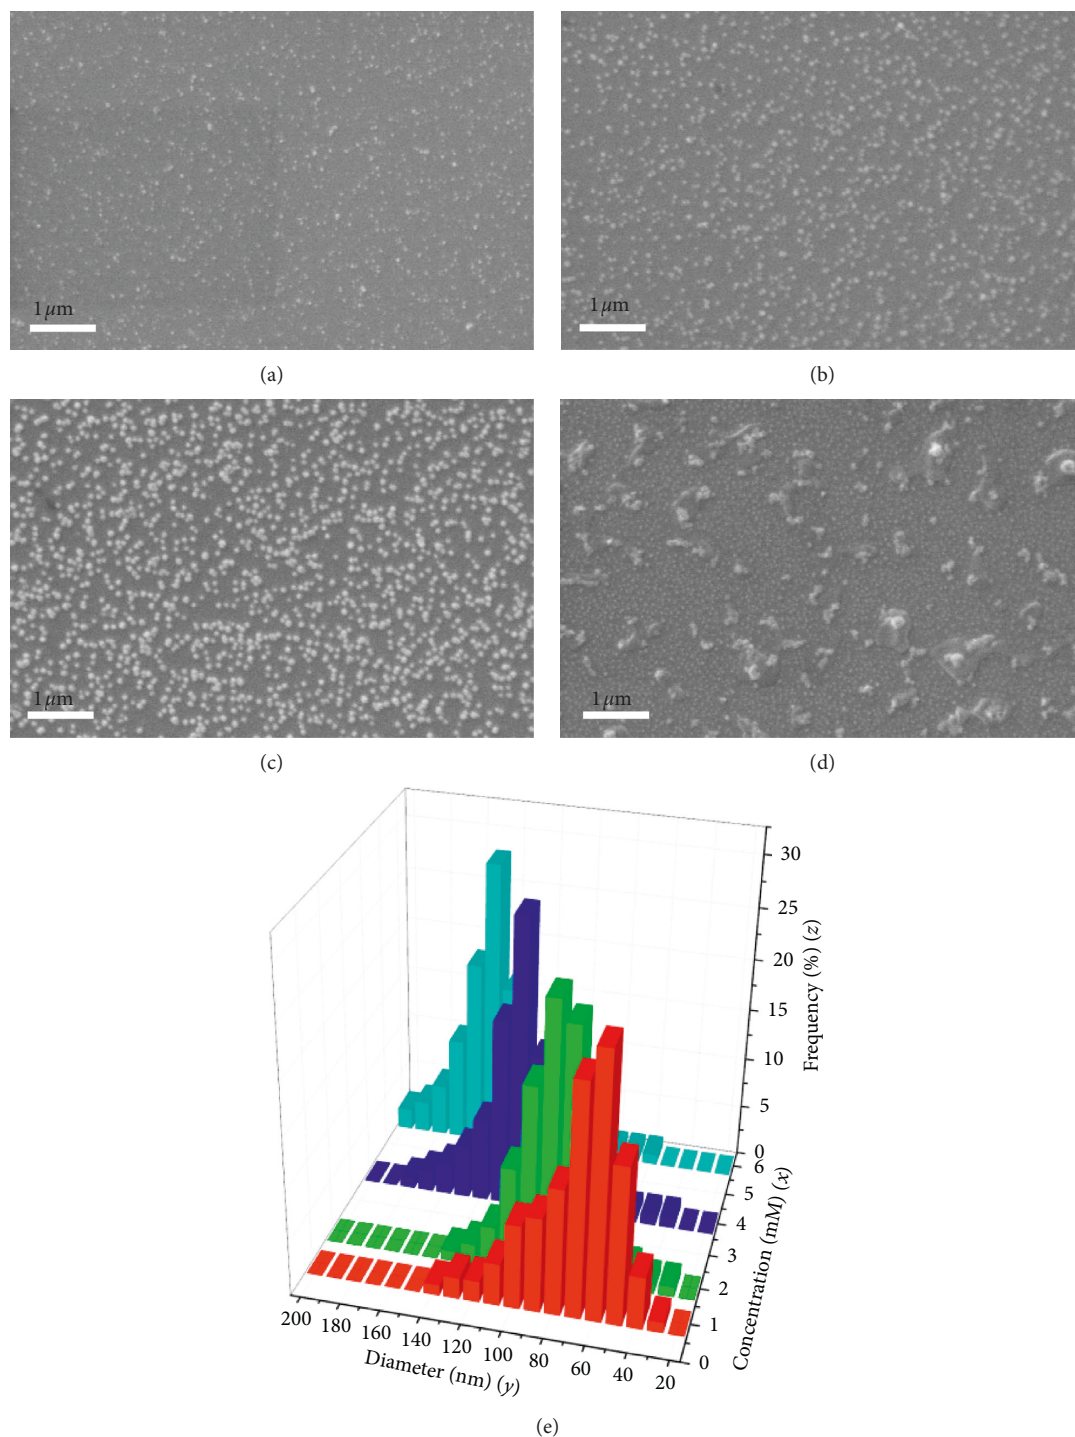 1 μm
(a)
1 μm
(b)
1 μm
(c)
1 μm
(d)
30
25
20
15
10
5
0
Frequency (%) (z)
6
5
4
3
2
1
0
Concentration (mM) (x)
200 180 160 140 120 100 80 60 40 20
Diameter (nm) (y)
(e)